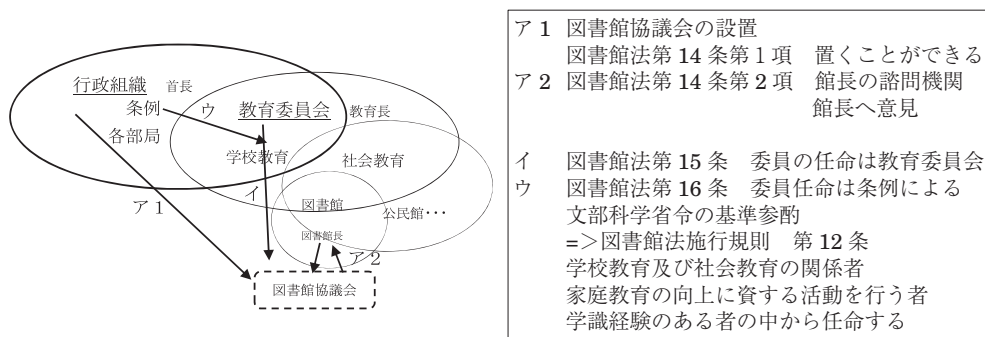 行政組織 首長
条例 ウ 教育委員会 教育長
各部局
学校教育 社会教育
イ
ア1 図書館 公民館・・・
図書館長
ア2
図書館協議会
ア1 図書館協議会の設置
図書館法第14条第1項 置くことができる
ア2 図書館法第14条第2項 館長の諮問機関
館長へ意見
イ 図書館法第15条 委員の任命は教育委員会
ウ 図書館法第16条 委員任命は条例による
文部科学省令の基準参酌
=>図書館法施行規則 第12条
学校教育及び社会教育の関係者
家庭教育の向上に資する活動を行う者
学識経験のある者の中から任命する